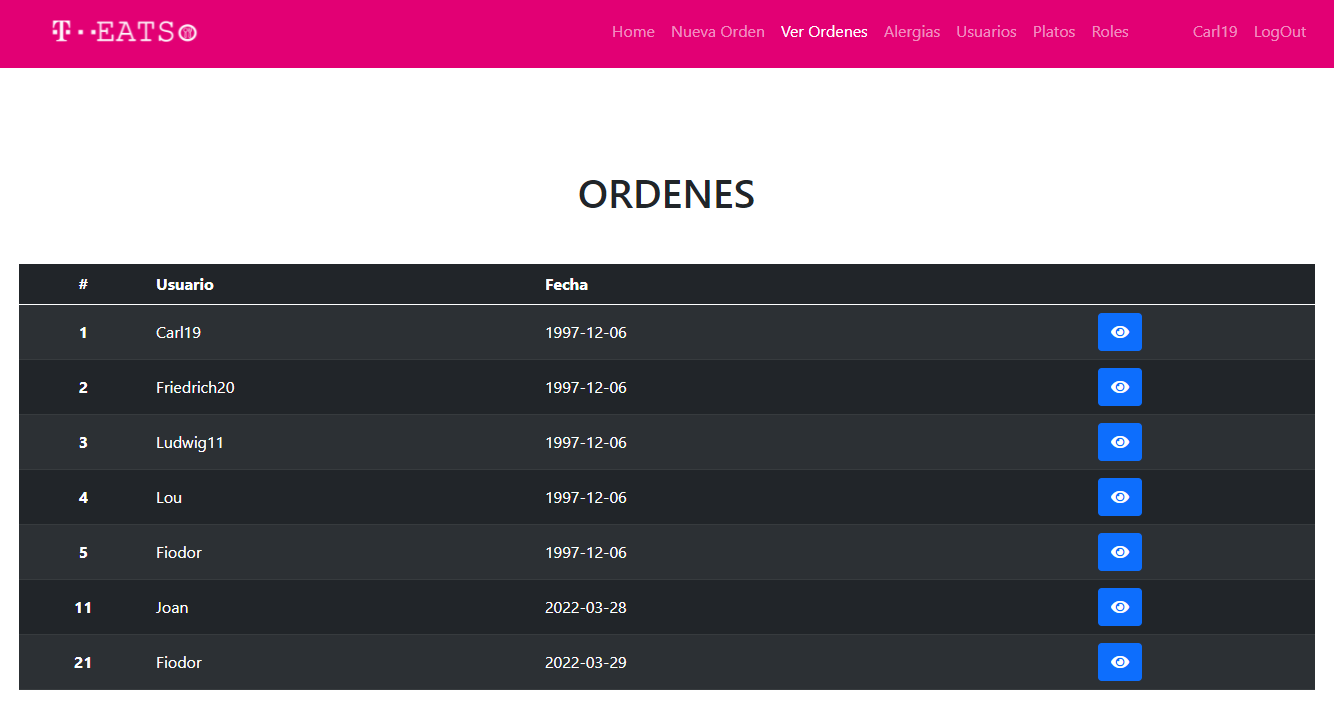 T··EATS
Home Nueva Orden Ver Ordenes Alergias Usuarios Platos Roles Carl19 LogOut
ORDENES
# Usuario Fecha
1 Carl19 1997-12-06
2 Friedrich20 1997-12-06
3 Ludwig11 1997-12-06
4 Lou 1997-12-06
5 Fiodor 1997-12-06
11 Joan 2022-03-28
21 Fiodor 2022-03-29